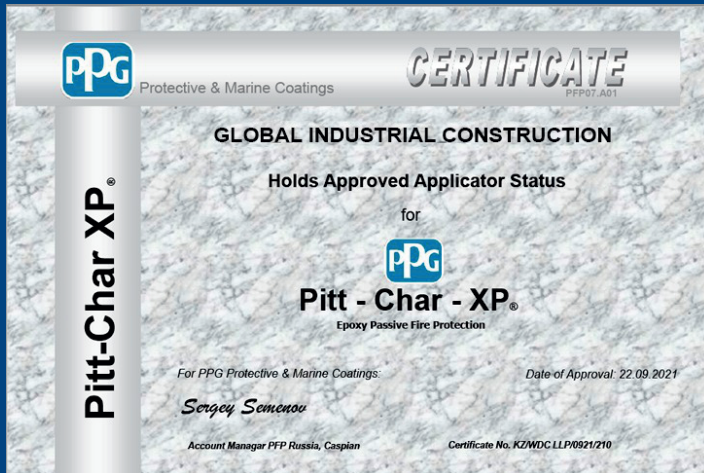 PPG
Protective & Marine Coatings
CERTIFICATE
PFP07.A01
GLOBAL INDUSTRIAL CONSTRUCTION
Holds Approved Applicator Status
for
PPG
Pitt - Char - XP®
Epoxy Passive Fire Protection
Pitt-Char XP®
For PPG Protective & Marine Coatings:
Date of Approval: 22.09.2021
Sergey Semenov
Account Managar PFP Russia, Caspian
Certificate No. KZ/WDC LLP/0921/210